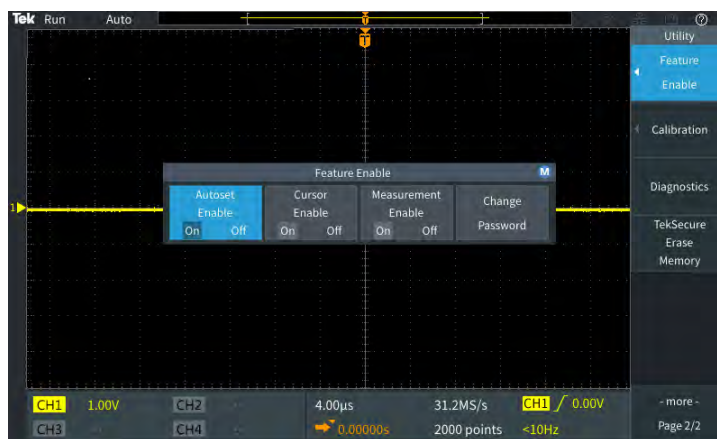 Tek Run Auto
T
?
Utility
T
Feature
Enable
Calibration
Feature Enable M
Autoset
Enable
On Off
Cursor
Enable
On Off
Measurement
Enable
On Off
Change
Password
Diagnostics
1
TekSecure
Erase
Memory
CH1 1.00V CH2 4.00µs 31.2MS/s CH1 0.00V
CH3 CH4 0.00000s 2000 points <10Hz
- more -
Page 2/2